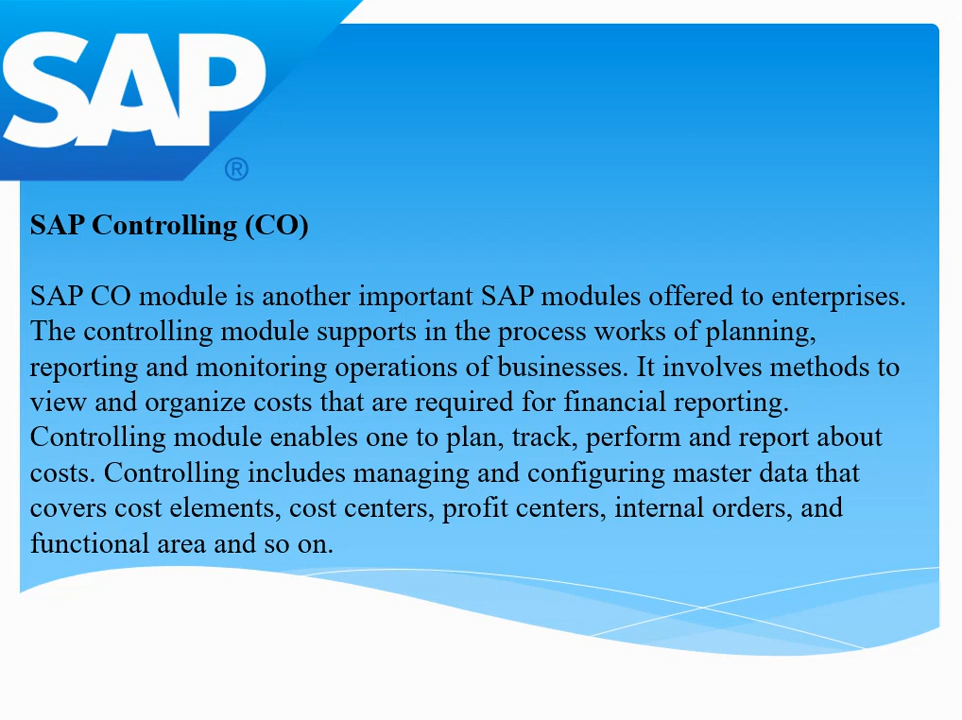 SAP
®
SAP Controlling (CO)
SAP CO module is another important SAP modules offered to enterprises.
The controlling module supports in the process works of planning,
reporting and monitoring operations of businesses. It involves methods to
view and organize costs that are required for financial reporting.
Controlling module enables one to plan, track, perform and report about
costs. Controlling includes managing and configuring master data that
covers cost elements, cost centers, profit centers, internal orders, and
functional area and so on.